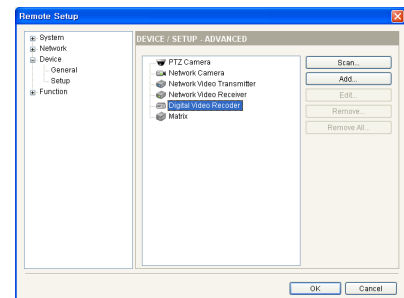 Remote Setup
System
Network
Device
General
Setup
Function
DEVICE / SETUP - ADVANCED
PTZ Camera
Network Camera
Network Video Transmitter
Network Video Receiver
Digital Video Recoder
Matrix
Scan...
Add...
Edit...
Remove...
Remove All...
OK
Cancel